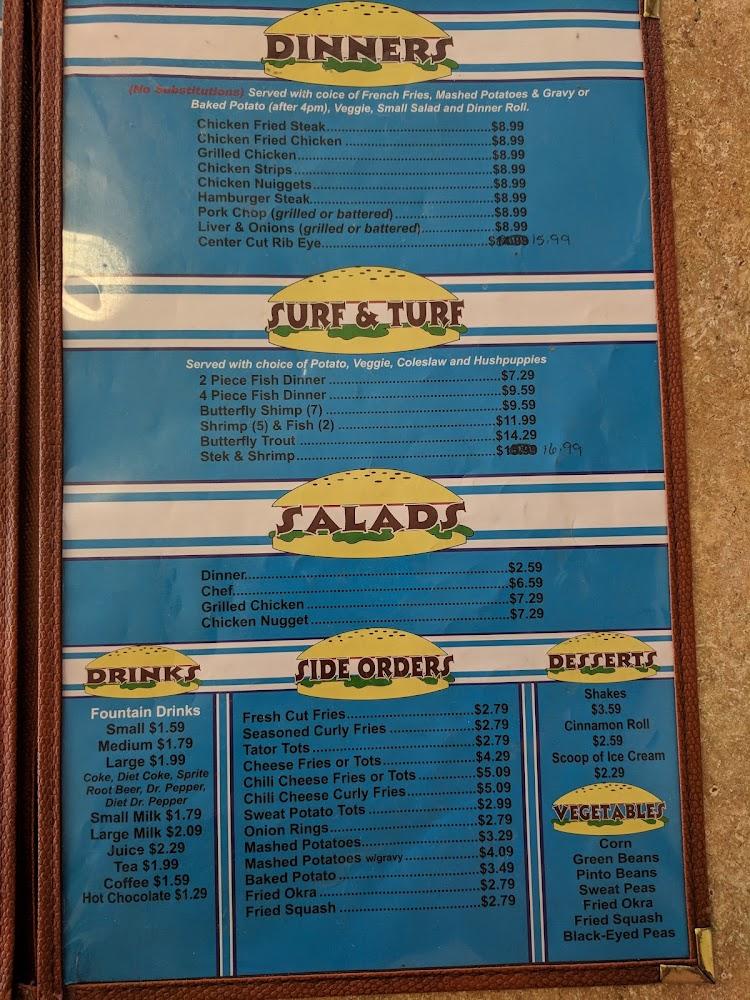 DINNERS
(No Substitutions) Served with coice of French Fries, Mashed Potatoes & Gravy or
Baked Potato (after 4pm), Veggie, Small Salad and Dinner Roll.
Chicken Fried Steak $8.99
Chicken Fried Chicken $8.99
Grilled Chicken $8.99
Chicken Strips $8.99
Chicken Nuiggets $8.99
Hamburger Steak $8.99
Pork Chop (grilled or battered) $8.99
Liver & Onions (grilled or battered) $8.99
Center Cut Rib Eye $14.99 15.99
SURF & TURF
Served with choice of Potato, Veggie, Coleslaw and Hushpuppies
2 Piece Fish Dinner $7.29
4 Piece Fish Dinner $9.59
Butterfly Shimp (7) $9.59
Shrimp (5) & Fish (2) $11.99
Butterfly Trout $14.29
Stek & Shrimp $15.99 16.99
SALADS
Dinner $2.59
Chef $6.59
Grilled Chicken $7.29
Chicken Nugget $7.29
DRINKS
Fountain Drinks
Small $1.59
Medium $1.79
Large $1.99
Coke, Diet Coke, Sprite
Root Beer, Dr. Pepper,
Diet Dr. Pepper
Small Milk $1.79
Large Milk $2.09
Juice $2.29
Tea $1.99
Coffee $1.59
Hot Chocolate $1.29
SIDE ORDERS
Fresh Cut Fries $2.79
Seasoned Curly Fries $2.79
Tator Tots $2.79
Cheese Fries or Tots $4.29
Chili Cheese Fries or Tots $5.09
Chili Cheese Curly Fries $5.09
Sweat Potato Tots $2.99
Onion Rings $2.79
Mashed Potatoes $3.29
Mashed Potatoes w/gravy $4.09
Baked Potato $3.49
Fried Okra $2.79
Fried Squash $2.79
DESSERTS
Shakes
$3.59
Cinnamon Roll
$2.59
Scoop of Ice Cream
$2.29
VEGETABLES
Corn
Green Beans
Pinto Beans
Sweat Peas
Fried Okra
Fried Squash
Black-Eyed Peas